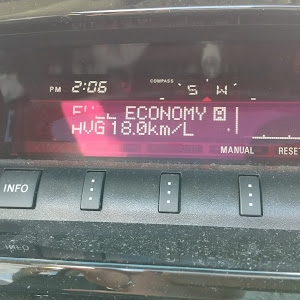 COMPASS
PM 2:06 S W
FUEL ECONOMY
AVG 18.0km/L
MANUAL RESET
INFO